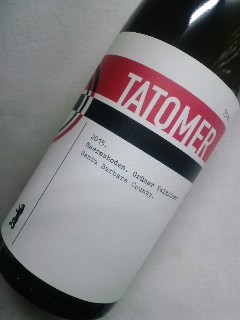 TATOMER
2015.
Meeresboden. Grüner Veltliner
Santa Barbara County.